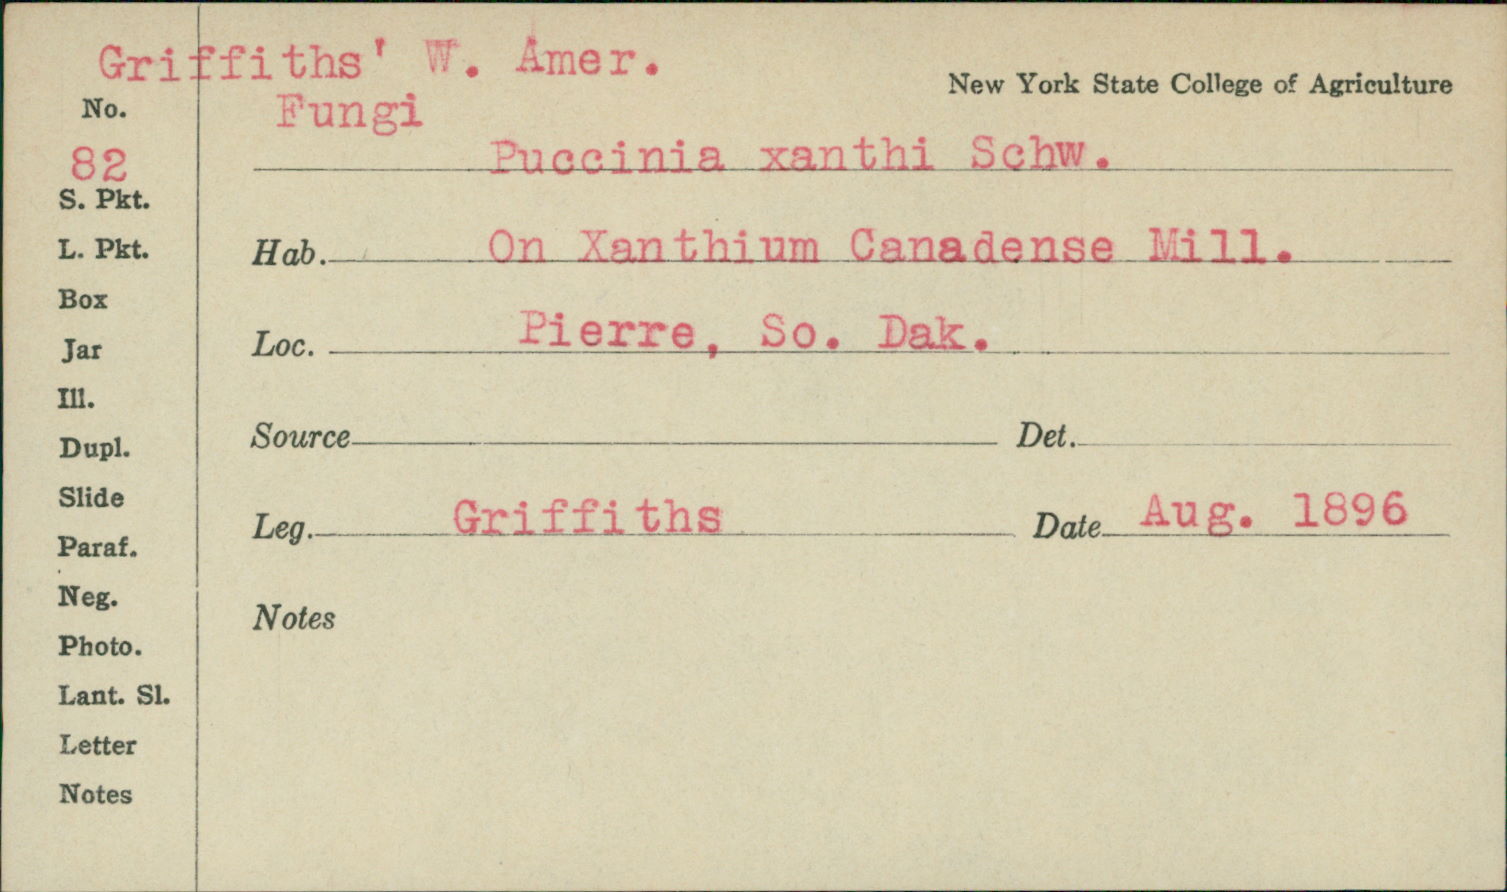 Griffiths' W. Amer.
New York State College of Agriculture
No. Fungi
82 Puccinia xanthi Schw.
S. Pkt.
L. Pkt. Hab. On Xanthium Canadense Mill.
Box
Jar Loc. Pierre, So. Dak.
Ill.
Dupl. Source Det.
Slide
Leg. Griffiths Date Aug. 1896
Paraf.
Neg.
Notes
Photo.
Lant. Sl.
Letter
Notes